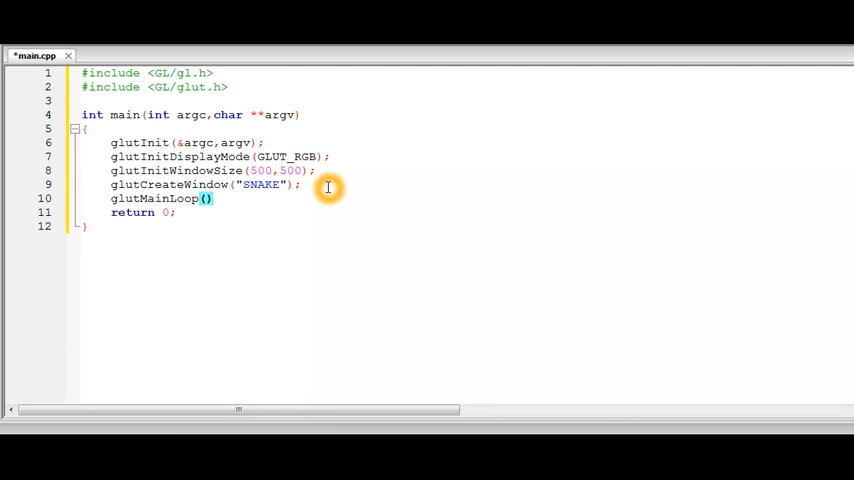 *main.cpp
1 #include <GL/gl.h>
2 #include <GL/glut.h>
3
4 int main(int argc,char **argv)
5 {
6 glutInit(&argc,argv);
7 glutInitDisplayMode(GLUT_RGB);
8 glutInitWindowSize(500,500);
9 glutCreateWindow("SNAKE");
10 glutMainLoop()
11 return 0;
12 }